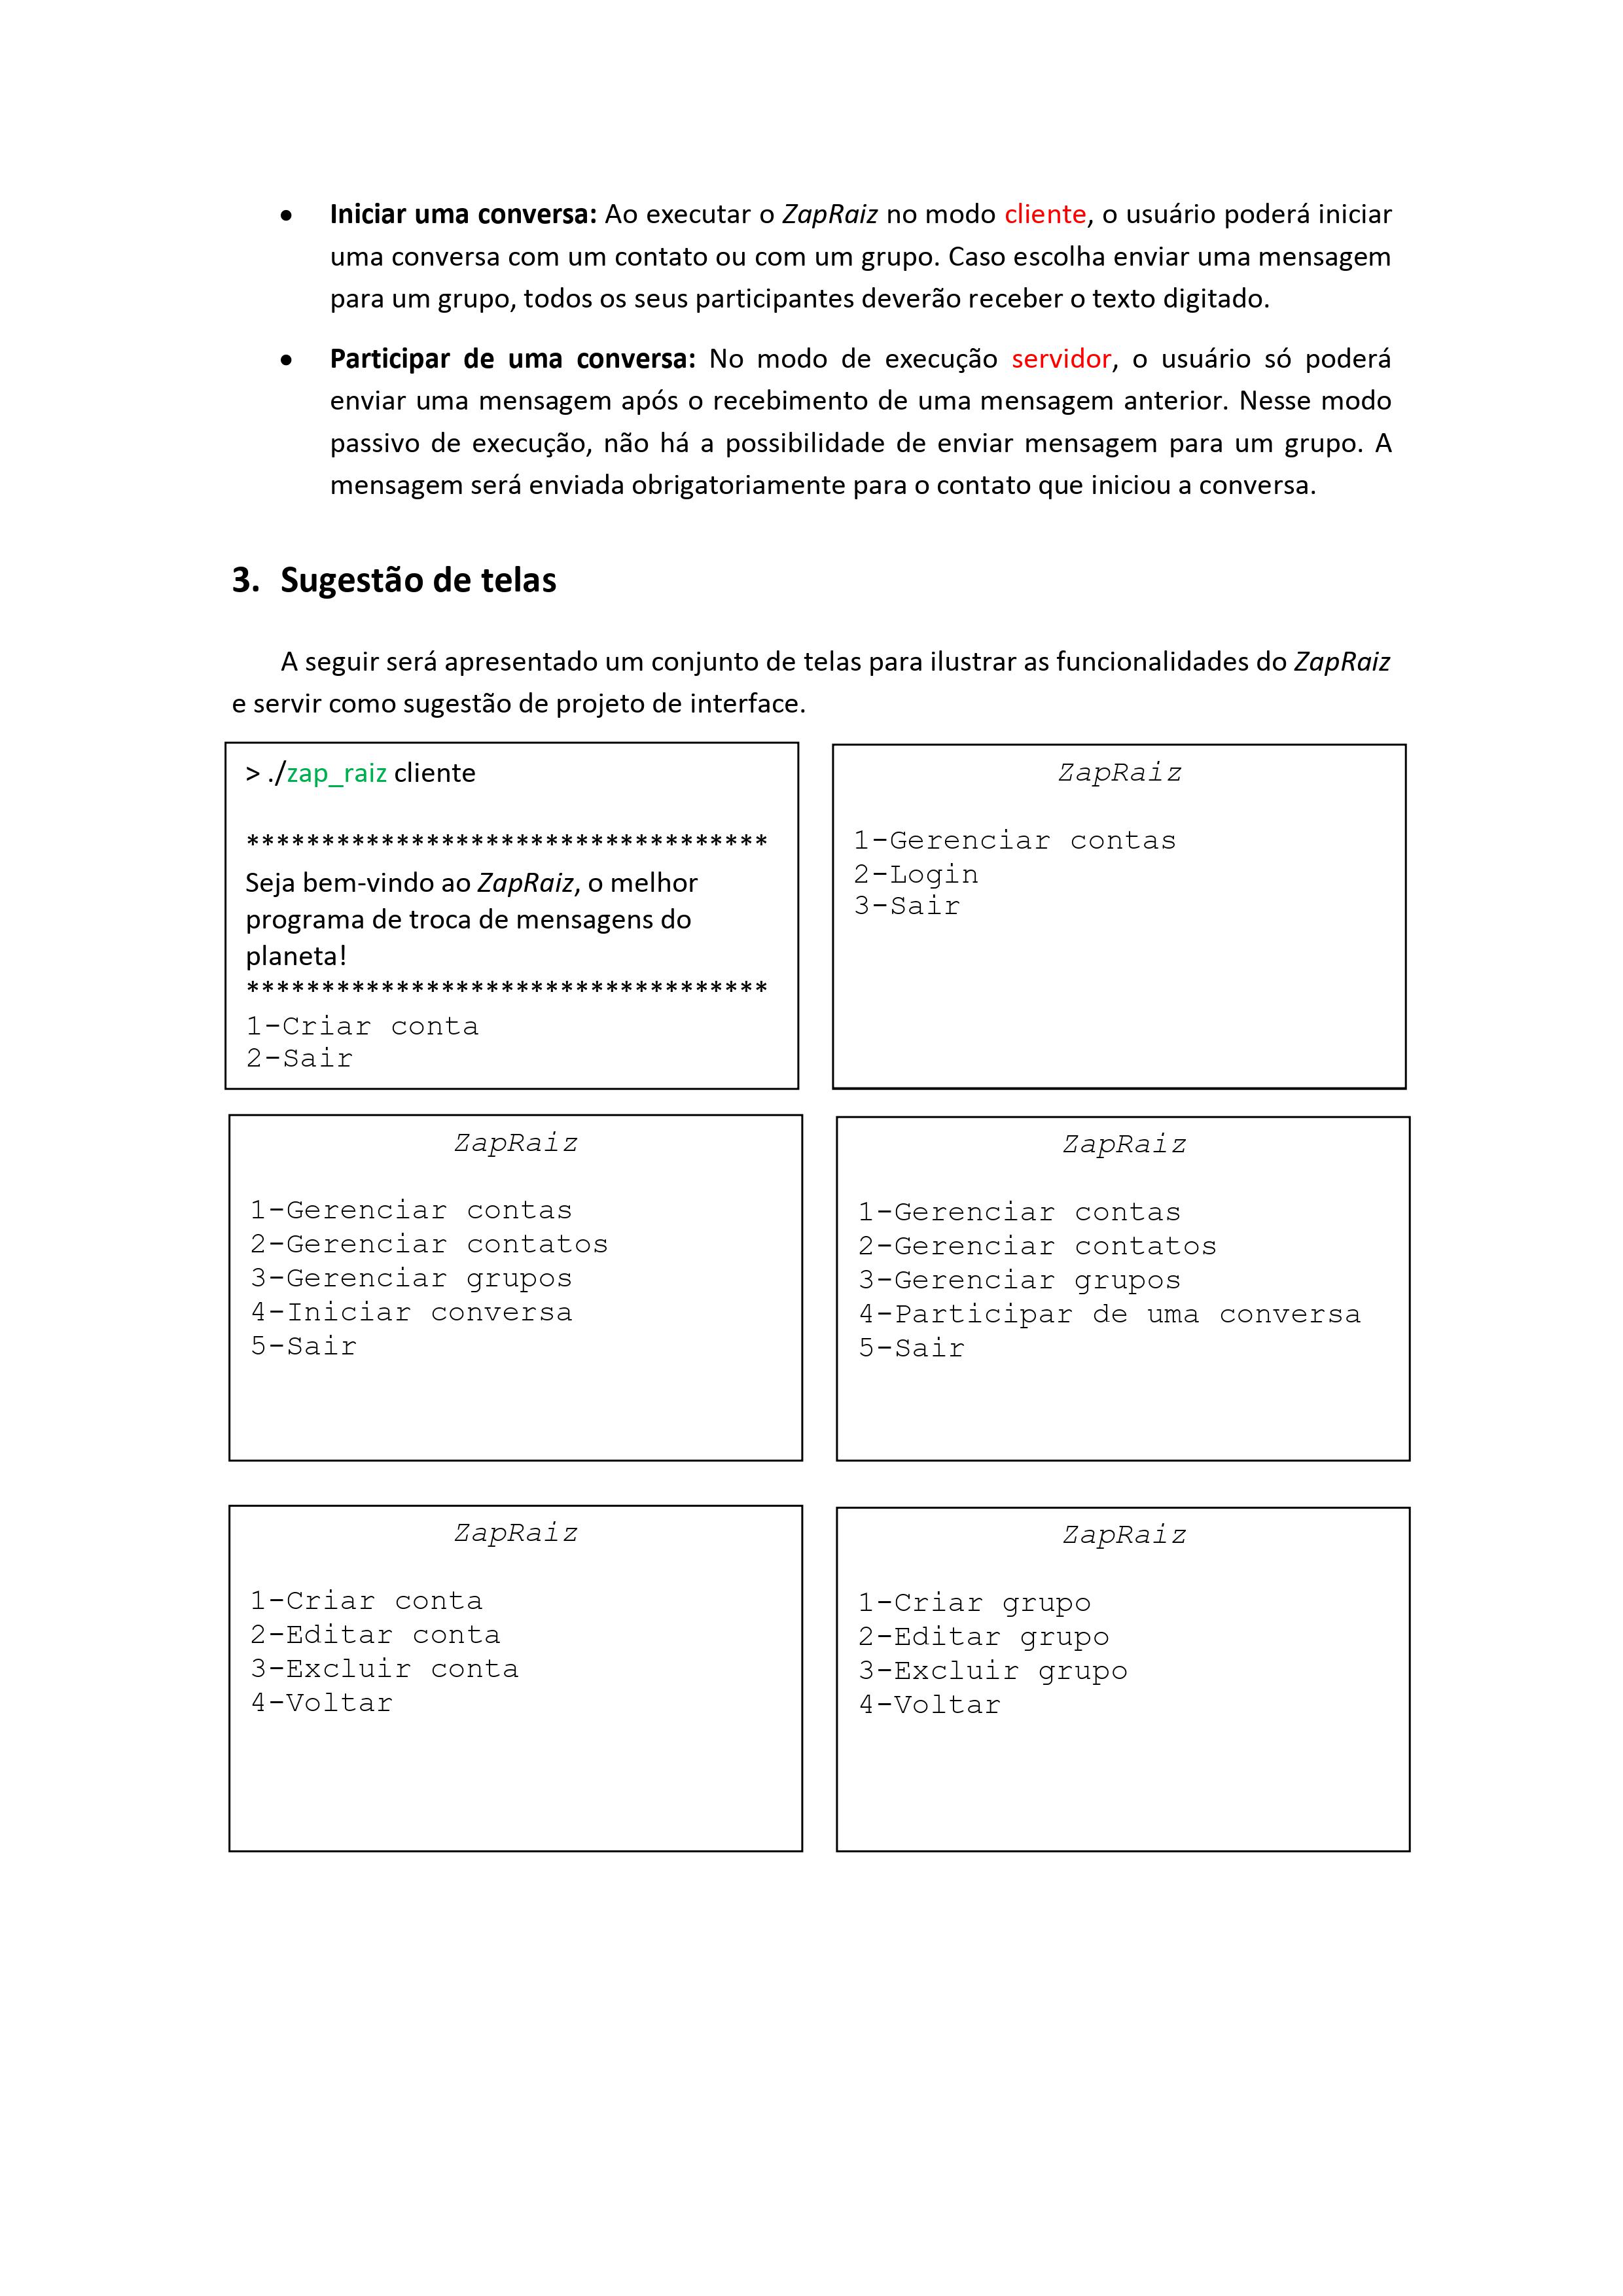 • Iniciar uma conversa: Ao executar o ZapRaiz no modo cliente, o usuário poderá iniciar
uma conversa com um contato ou com um grupo. Caso escolha enviar uma mensagem
para um grupo, todos os seus participantes deverão receber o texto digitado.
• Participar de uma conversa: No modo de execução servidor, o usuário só poderá
enviar uma mensagem após o recebimento de uma mensagem anterior. Nesse modo
passivo de execução, não há a possibilidade de enviar mensagem para um grupo. A
mensagem será enviada obrigatoriamente para o contato que iniciou a conversa.
3. Sugestão de telas
A seguir será apresentado um conjunto de telas para ilustrar as funcionalidades do ZapRaiz
e servir como sugestão de projeto de interface.
> ./zap_raiz cliente
***********************************
Seja bem-vindo ao ZapRaiz, o melhor
programa de troca de mensagens do
planeta!
***********************************
1-Criar conta
2-Sair
ZapRaiz
1-Gerenciar contas
2-Login
3-Sair
ZapRaiz
1-Gerenciar contas
2-Gerenciar contatos
3-Gerenciar grupos
4-Iniciar conversa
5-Sair
ZapRaiz
1-Gerenciar contas
2-Gerenciar contatos
3-Gerenciar grupos
4-Participar de uma conversa
5-Sair
ZapRaiz
1-Criar conta
2-Editar conta
3-Excluir conta
4-Voltar
ZapRaiz
1-Criar grupo
2-Editar grupo
3-Excluir grupo
4-Voltar